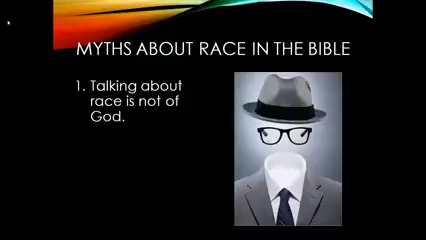 MYTHS ABOUT RACE IN THE BIBLE
1. Talking about
race is not of
God.